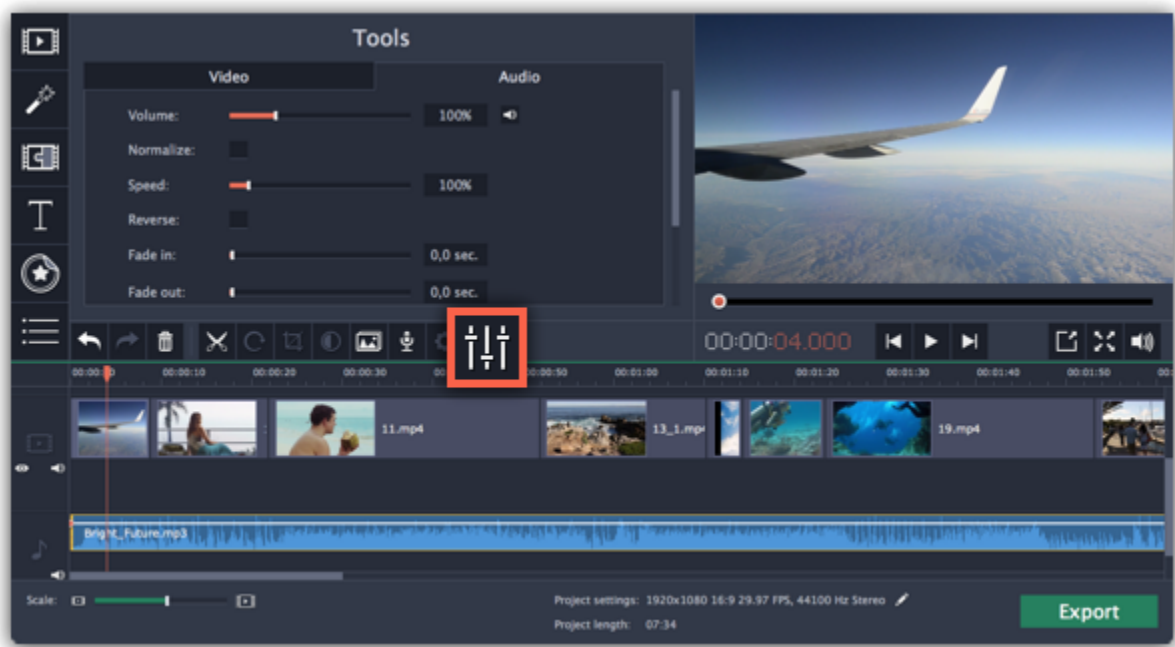 Tools
Video
Audio
Volume:
100%
Normalize:
Speed:
100%
Reverse:
Fade in:
0,0 sec.
Fade out:
0,0 sec.
00:00:04.000
00:00:10
00:00:20
00:00:30
00:00:50
00:01:00
00:01:10
00:01:20
00:01:30
00:01:40
00:01:50
11.mp4
13_1.mp
19.mp4
Bright_Future.mp3
Scale:
Project settings: 1920x1080 16:9 29.97 FPS, 44100 Hz Stereo
Project length: 07:34
Export